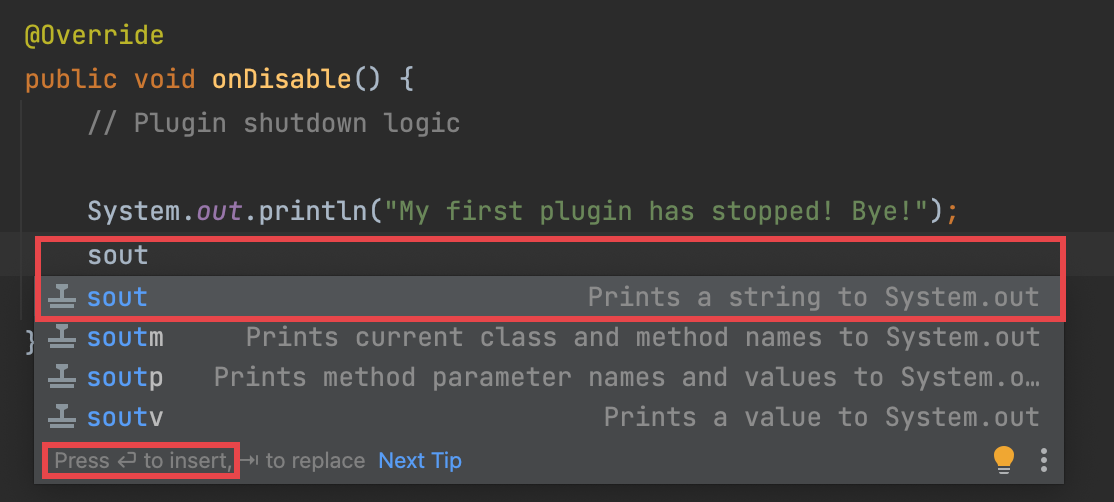 @Override
public void onDisable() {
// Plugin shutdown logic
System.out.println("My first plugin has stopped! Bye!");
sout
sout Prints a string to System.out
soutm Prints current class and method names to System.out
soutp Prints method parameter names and values to System.o…
soutv Prints a value to System.out
}
Press ↵ to insert, ⇥ to replace Next Tip